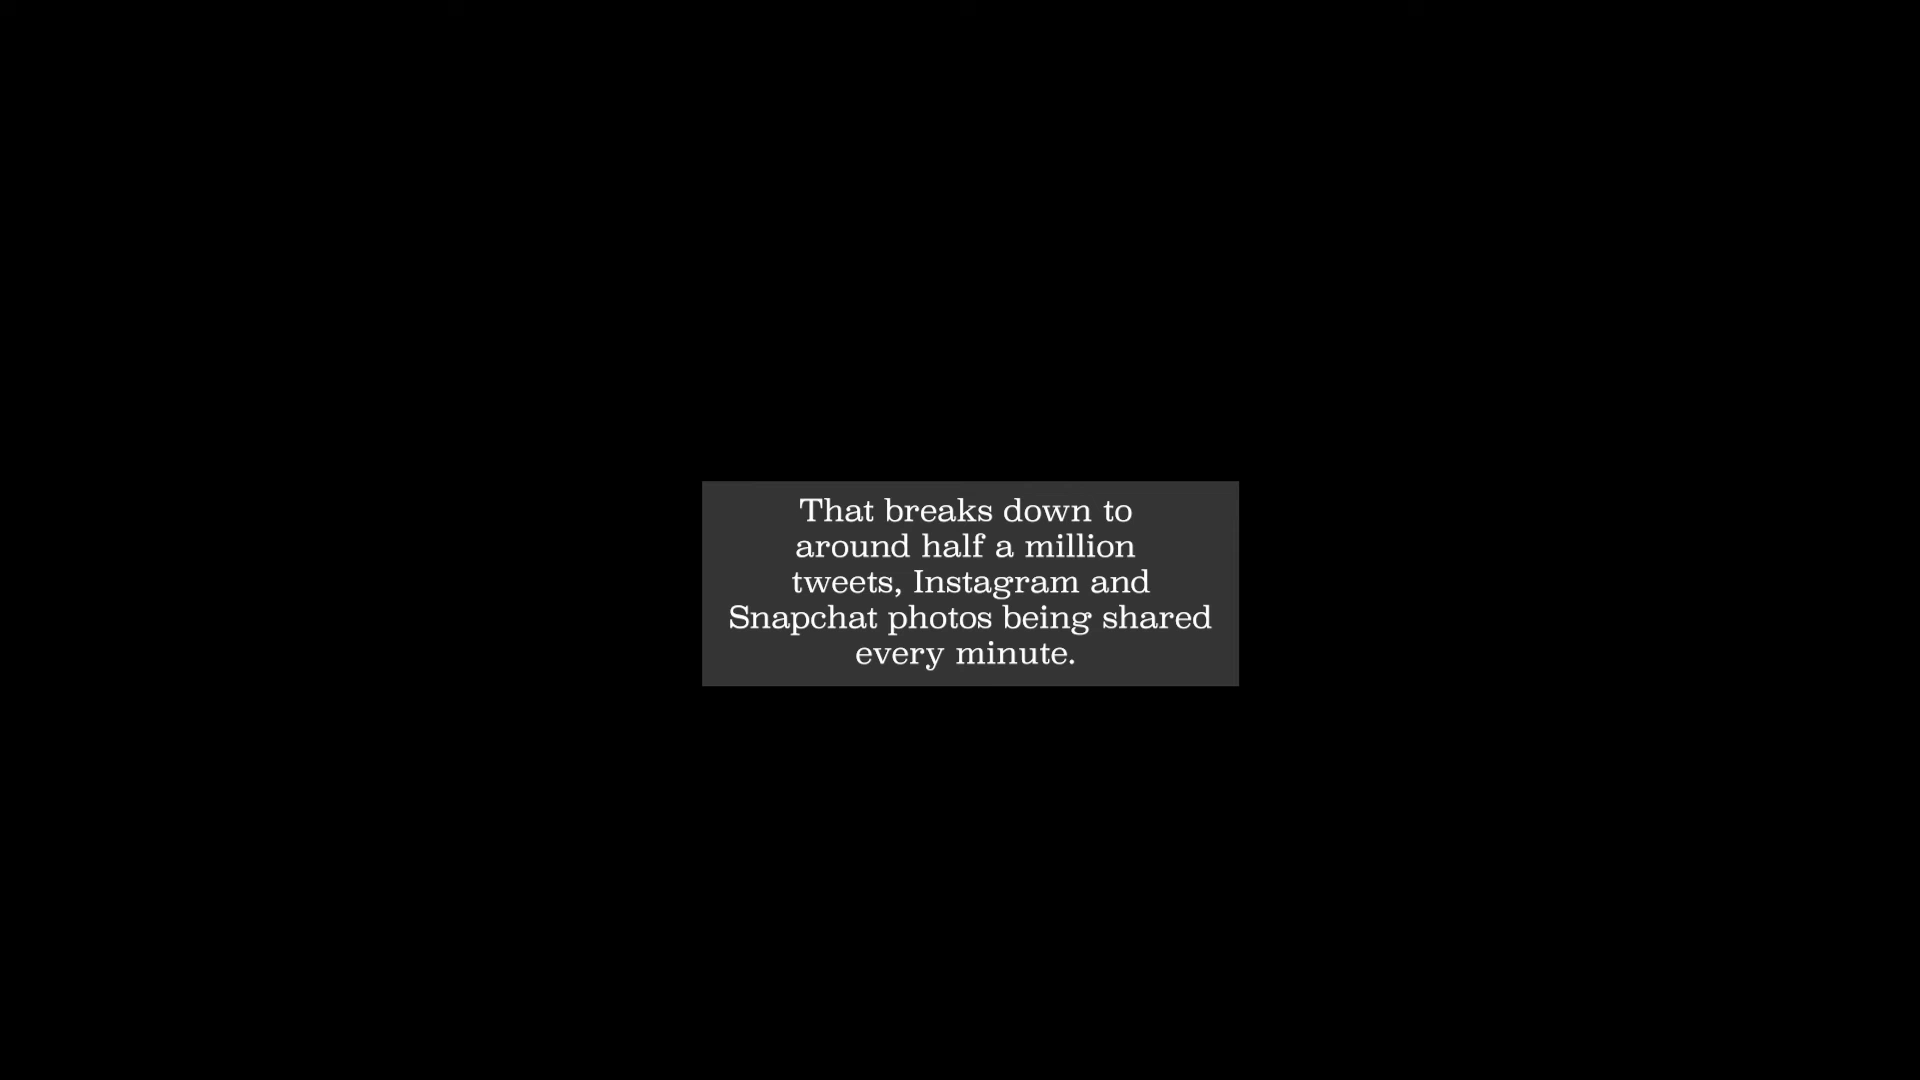 That breaks down to
around half a million
tweets, Instagram and
Snapchat photos being shared
every minute.